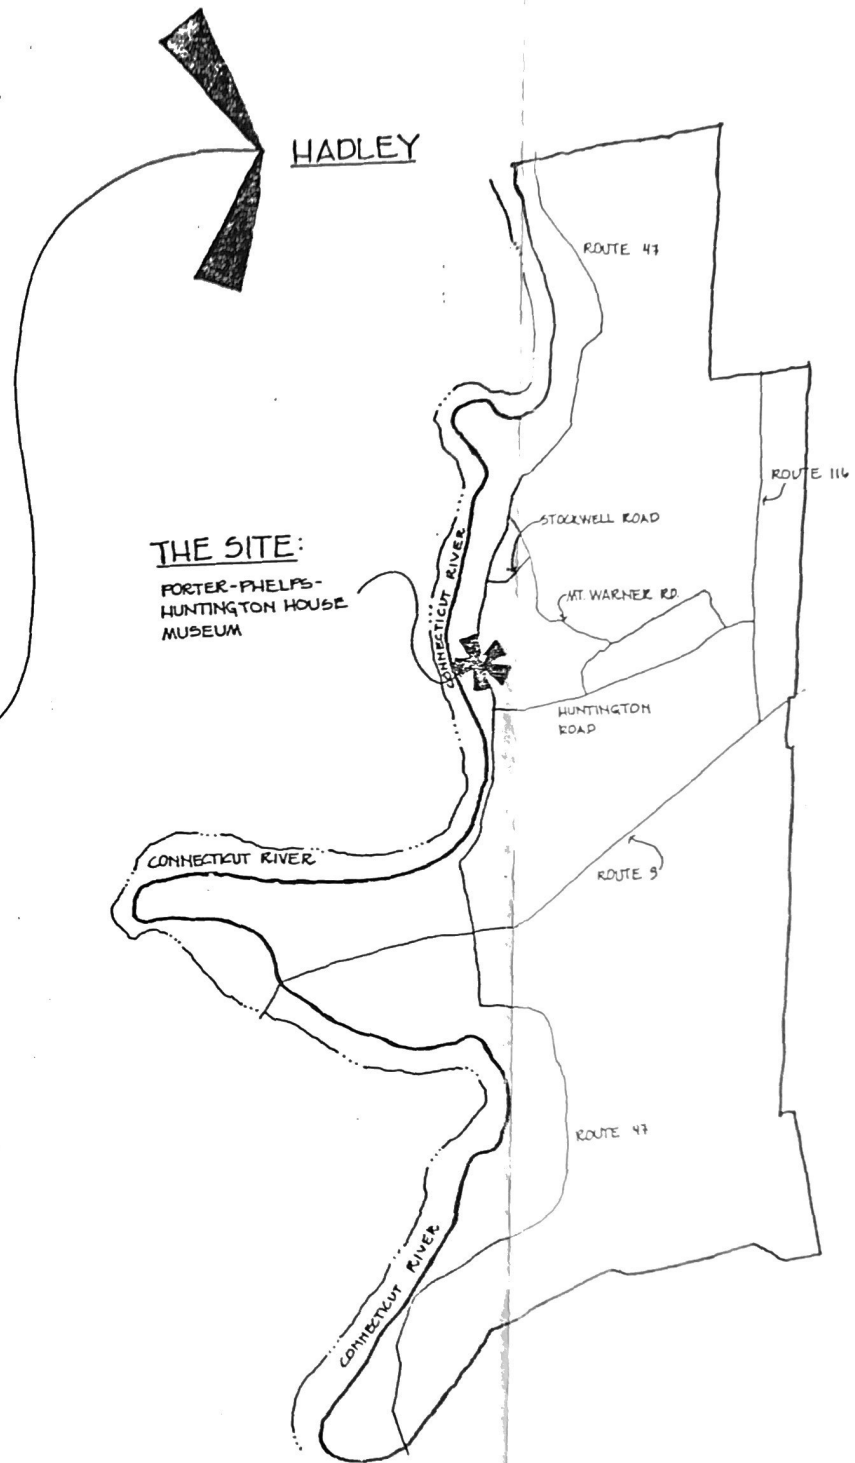 HADLEY
ROUTE 47
ROUTE 116
STOCKWELL ROAD
THE SITE:
PORTER-PHELPS-
HUNTINGTON HOUSE
MUSEUM
CONNECTICUT RIVER
MT. WARNER RD.
HUNTINGTON
ROAD
CONNECTICUT RIVER
ROUTE 9
ROUTE 47
CONNECTICUT RIVER